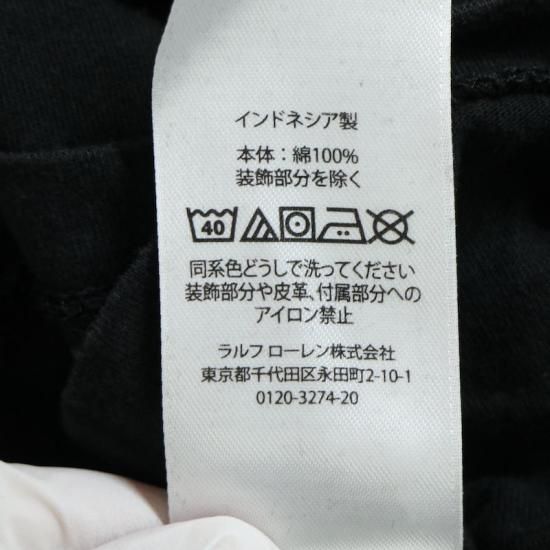 インドネシア製
本体：綿100%
装飾部分を除く
40
同系色どうしで洗ってください
装飾部分や皮革、付属部分への
アイロン禁止
ラルフ ローレン株式会社
東京都千代田区永田町2-10-1
0120-3274-20